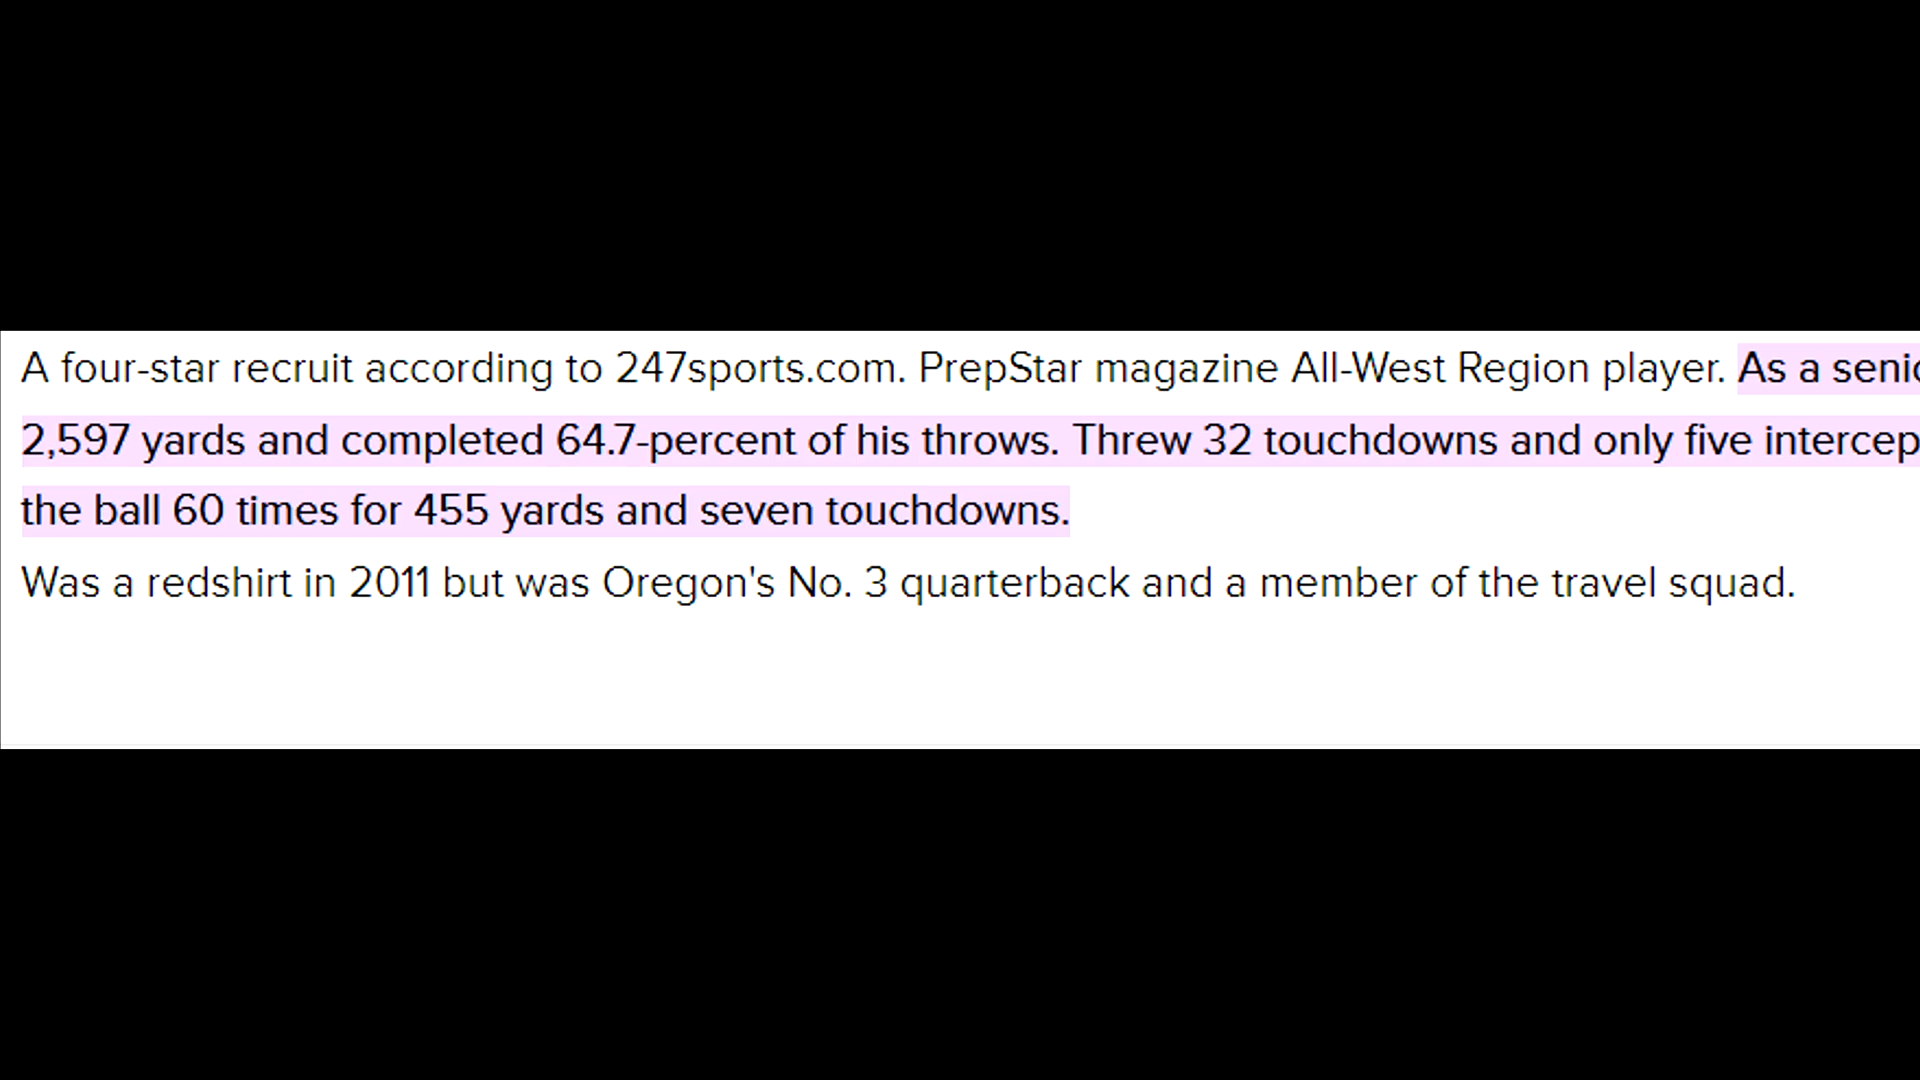 A four-star recruit according to 247sports.com. PrepStar magazine All-West Region player. As a
2,597 yards and completed 64.7-percent of his throws. Threw 32 touchdowns and only five
the ball 60 times for 455 yards and seven touchdowns.
Was a redshirt in 2011 but was Oregon's No. 3 quarterback and a member of the travel squad.